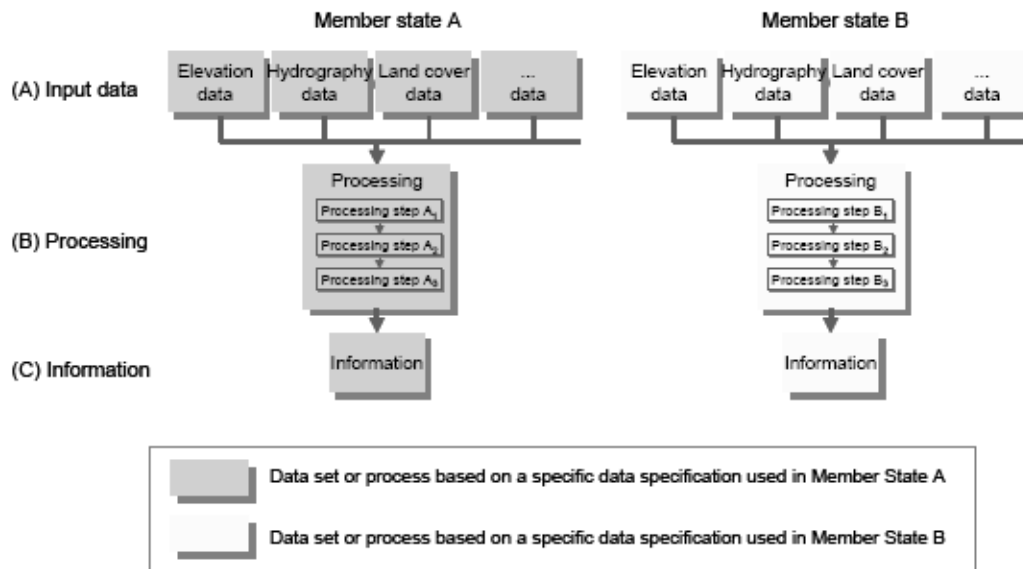 Member state A
Member state B
(A) Input data
Elevation
data
Hydrography
data
Land cover
data
...
data
Elevation
data
Hydrography
data
Land cover
data
...
data
(B) Processing
Processing
Processing step A1
Processing step A2
Processing step A3
Processing
Processing step B1
Processing step B2
Processing step B3
(C) Information
Information
Information
Data set or process based on a specific data specification used in Member State A
Data set or process based on a specific data specification used in Member State B